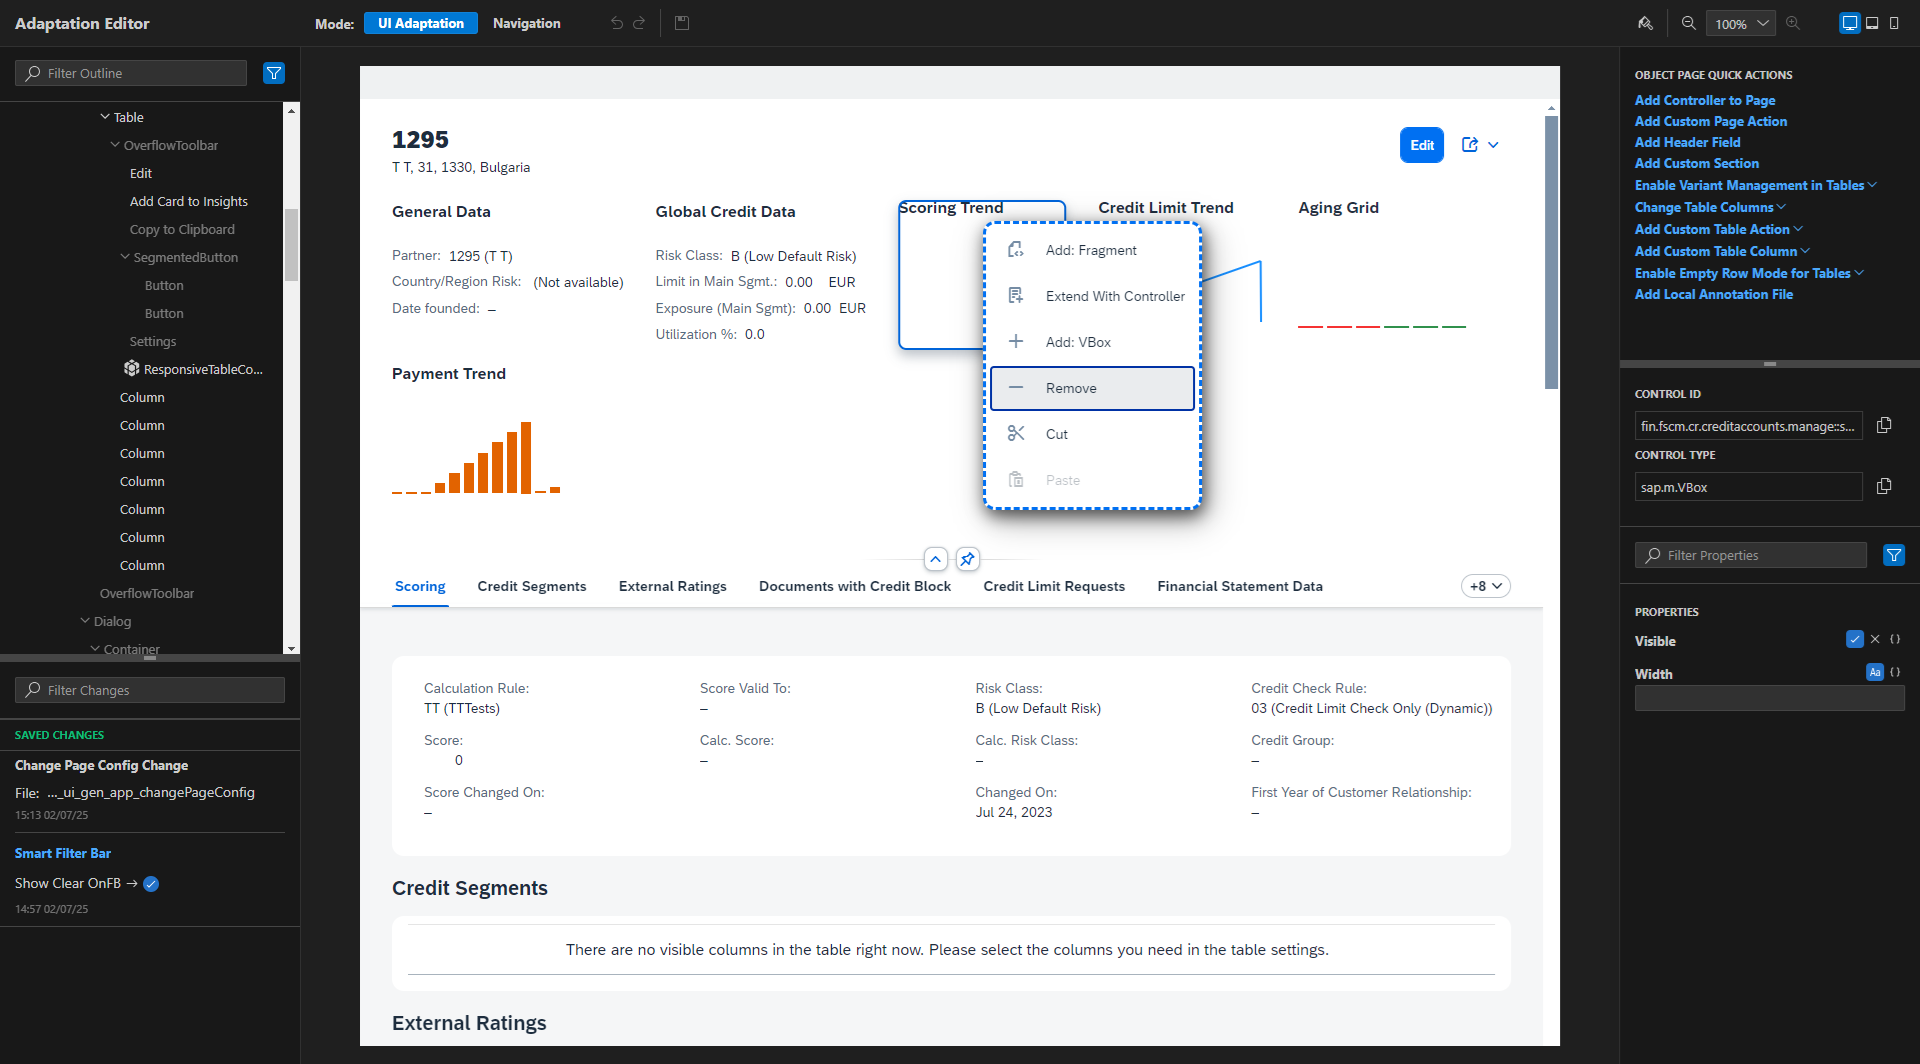 Adaptation Editor
Mode:
UI Adaptation
Navigation
100%
Filter Outline
Table
OverflowToolbar
Edit
Add Card to Insights
Copy to Clipboard
SegmentedButton
Button
Button
Settings
ResponsiveTableCo...
Column
Column
Column
Column
Column
Column
Column
OverflowToolbar
Dialog
Container
Filter Changes
SAVED CHANGES
Change Page Config Change
File: ..._ui_gen_app_changePageConfig
15:13 02/07/25
Smart Filter Bar
Show Clear OnFB →
14:57 02/07/25
1295
T T, 31, 1330, Bulgaria
Edit
General Data
Partner: 1295 (T T)
Country/Region Risk: (Not available)
Date founded: –
Global Credit Data
Risk Class: B (Low Default Risk)
Limit in Main Sgmt.: 0.00 EUR
Exposure (Main Sgmt): 0.00 EUR
Utilization %: 0.0
Scoring Trend
Credit Limit Trend
Aging Grid
Payment Trend
Add: Fragment
Extend With Controller
Add: VBox
Remove
Cut
Paste
Scoring
Credit Segments
External Ratings
Documents with Credit Block
Credit Limit Requests
Financial Statement Data
+8
Calculation Rule:
TT (TTTests)
Score Valid To:
–
Risk Class:
B (Low Default Risk)
Credit Check Rule:
03 (Credit Limit Check Only (Dynamic))
Score:
0
Calc. Score:
–
Calc. Risk Class:
–
Credit Group:
–
Score Changed On:
–
Changed On:
Jul 24, 2023
First Year of Customer Relationship:
–
Credit Segments
There are no visible columns in the table right now. Please select the columns you need in the table settings.
External Ratings
OBJECT PAGE QUICK ACTIONS
Add Controller to Page
Add Custom Page Action
Add Header Field
Add Custom Section
Enable Variant Management in Tables
Change Table Columns
Add Custom Table Action
Add Custom Table Column
Enable Empty Row Mode for Tables
Add Local Annotation File
CONTROL ID
fin.fscm.cr.creditaccounts.manage::s...
CONTROL TYPE
sap.m.VBox
Filter Properties
PROPERTIES
Visible
Width
Aa